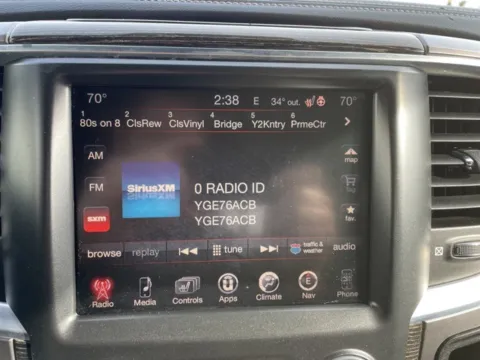 70° 2:38 E 34° out. 70°
1 80s on 8 2 ClsRew 3 ClsVinyl 4 Bridge 5 Y2Kntry 6 PrmeCtr
AM
map
FM
SiriusXM
0 RADIO ID
Tag
YGE76ACB
sxm
YGE76ACB
fav.
browse replay tune traffic & weather audio
Radio Media Controls Apps Climate E Nav Phone